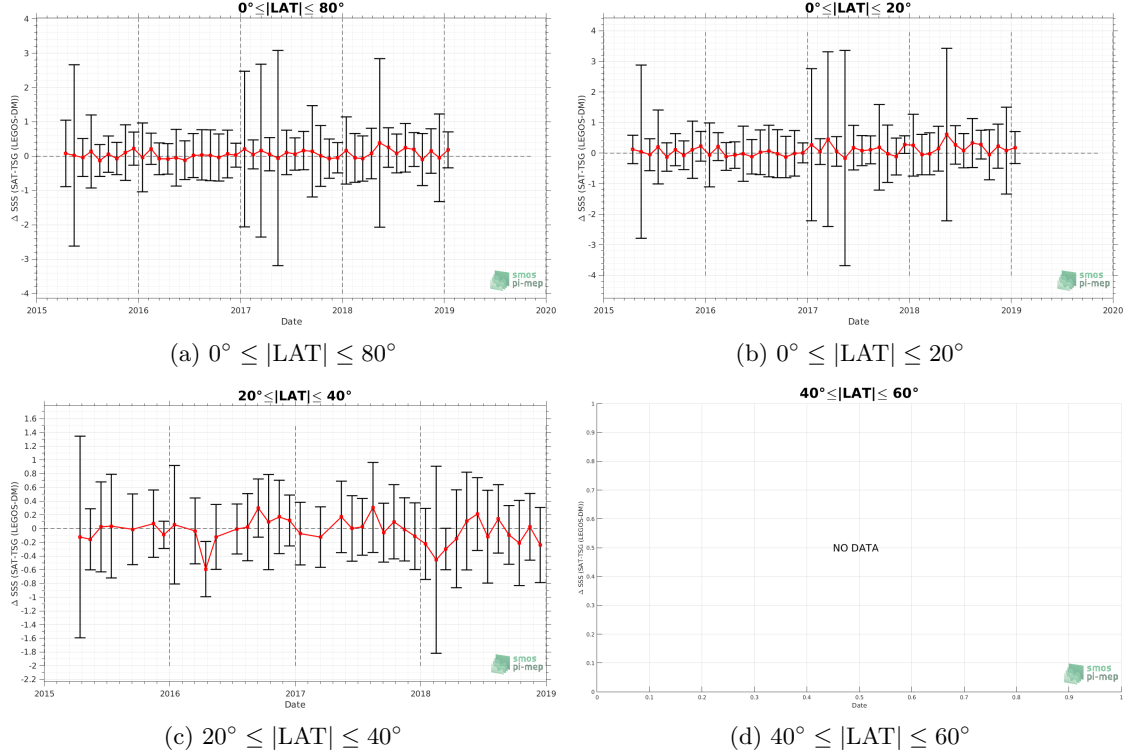 0°≤|LAT|≤ 80°
4
3
2
1
0
-1
-2
-3
-4
Δ SSS (SAT-TSG (LEGOS-DMI))
2015 2016 2017 2018 2019 2020
Date
smos
pi-mep
(a) 0° ≤ |LAT| ≤ 80°
0°≤|LAT|≤ 20°
4
3
2
1
0
-1
-2
-3
-4
Δ SSS (SAT-TSG (LEGOS-DMI))
2015 2016 2017 2018 2019 2020
Date
smos
pi-mep
(b) 0° ≤ |LAT| ≤ 20°
20°≤|LAT|≤ 40°
1.6
1.4
1.2
1
0.8
0.6
0.4
0.2
0
-0.2
-0.4
-0.6
-0.8
-1
-1.2
-1.4
-1.6
-1.8
-2
-2.2
Δ SSS (SAT-TSG (LEGOS-DMI))
2015 2016 2017 2018 2019
Date
smos
pi-mep
(c) 20° ≤ |LAT| ≤ 40°
40°≤|LAT|≤ 60°
1
0.9
0.8
0.7
0.6
0.5
0.4
0.3
0.2
0.1
0
Δ SSS (SAT-TSG (LEGOS-DMI))
NO DATA
0 0.1 0.2 0.3 0.4 0.5 0.6 0.7 0.8 0.9 1
Date
smos
pi-mep
(d) 40° ≤ |LAT| ≤ 60°